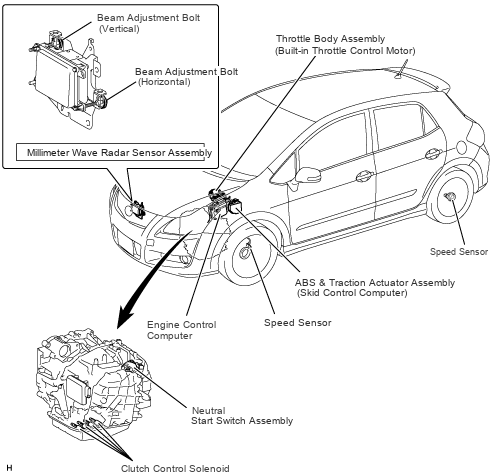 Beam Adjustment Bolt
(Vertical)
Beam Adjustment Bolt
(Horizontal)
Millimeter Wave Radar Sensor Assembly
Throttle Body Assembly
(Built-in Throttle Control Motor)
Speed Sensor
ABS & Traction Actuator Assembly
(Skid Control Computer)
Speed Sensor
Engine Control
Computer
Neutral
Start Switch Assembly
Clutch Control Solenoid
H